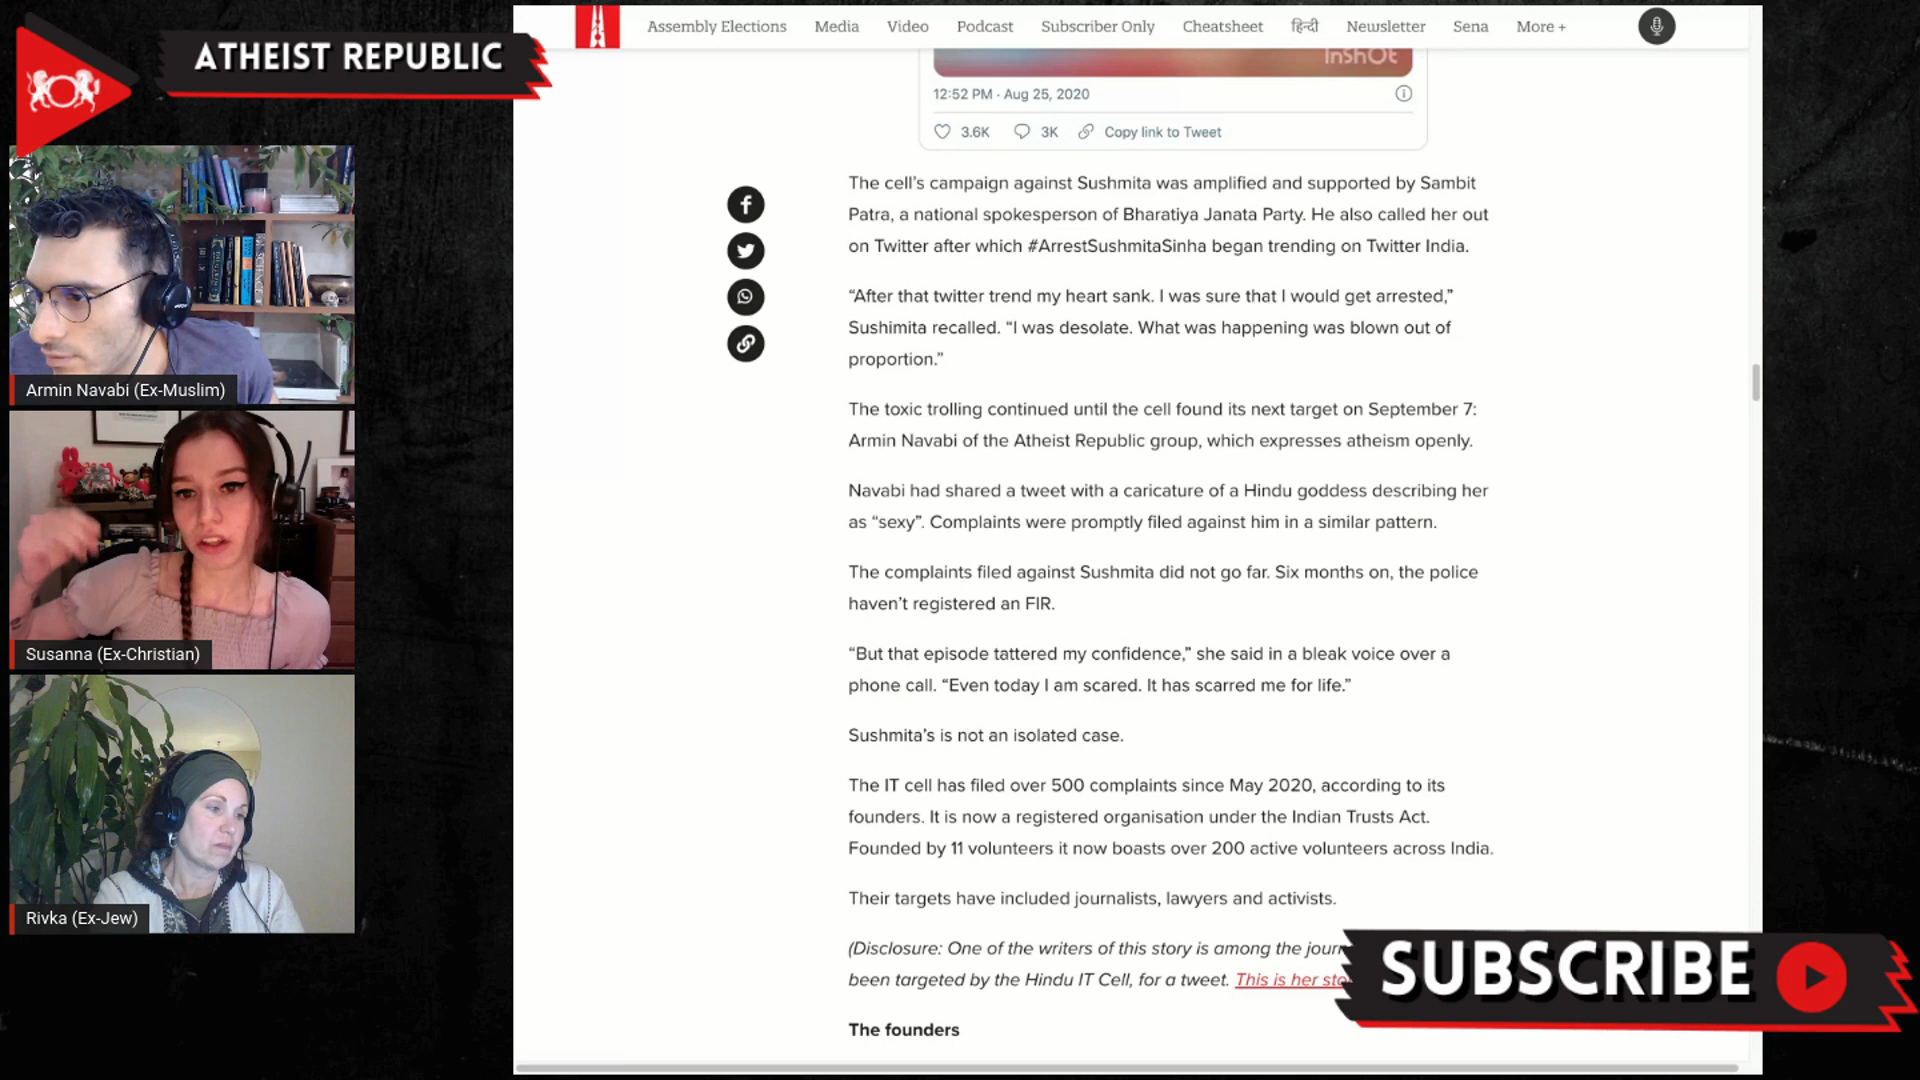 ATHEIST REPUBLIC
Armin Navabi (Ex-Muslim)
Susanna (Ex-Christian)
Rivka (Ex-Jew)
Assembly Elections Media Video Podcast Subscriber Only Cheatsheet हिन्दी Newsletter Sena More +
InShOt
12:52 PM · Aug 25, 2020
3.6K 3K Copy link to Tweet
The cell’s campaign against Sushmita was amplified and supported by Sambit
Patra, a national spokesperson of Bharatiya Janata Party. He also called her out
on Twitter after which #ArrestSushmitaSinha began trending on Twitter India.
“After that twitter trend my heart sank. I was sure that I would get arrested,”
Sushimita recalled. “I was desolate. What was happening was blown out of
proportion.”
The toxic trolling continued until the cell found its next target on September 7:
Armin Navabi of the Atheist Republic group, which expresses atheism openly.
Navabi had shared a tweet with a caricature of a Hindu goddess describing her
as “sexy”. Complaints were promptly filed against him in a similar pattern.
The complaints filed against Sushmita did not go far. Six months on, the police
haven’t registered an FIR.
“But that episode tattered my confidence,” she said in a bleak voice over a
phone call. “Even today I am scared. It has scarred me for life.”
Sushmita’s is not an isolated case.
The IT cell has filed over 500 complaints since May 2020, according to its
founders. It is now a registered organisation under the Indian Trusts Act.
Founded by 11 volunteers it now boasts over 200 active volunteers across India.
Their targets have included journalists, lawyers and activists.
(Disclosure: One of the writers of this story is among the
been targeted by the Hindu IT Cell, for a tweet. This is her
The founders
SUBSCRIBE